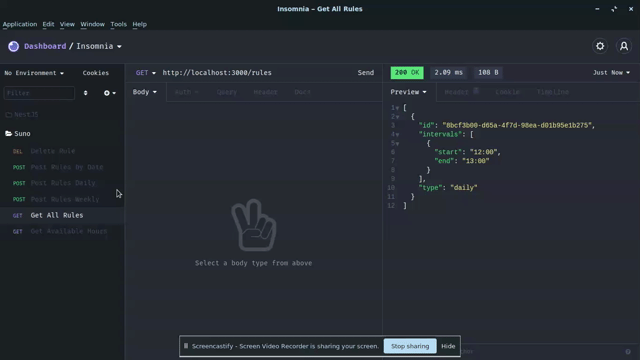 Insomnia – Get All Rules
Application Edit View Window Tools Help
Dashboard / Insomnia
No Environment Cookies
GET http://localhost:3000/rules Send
200 OK 2.09 ms 108 B Just Now
Filter
Body Auth Query Header Docs
Preview Header Cookie Timeline
NestJS
Suno
DEL Delete Rule
POST Post Rules By Date
POST Post Rules Daily
POST Post Rules Weekly
GET Get All Rules
GET Get Available Hours
1 [
2 {
3 "id": "8bcf3b00-d65a-4f7d-98ea-d01b95e1b275",
4 "intervals": [
5 {
6 "start": "12:00",
7 "end": "13:00"
8 }
9 ],
10 "type": "daily"
11 }
12 ]
Select a body type from above
Screencastify - Screen Video Recorder is sharing your screen. Stop sharing Hide